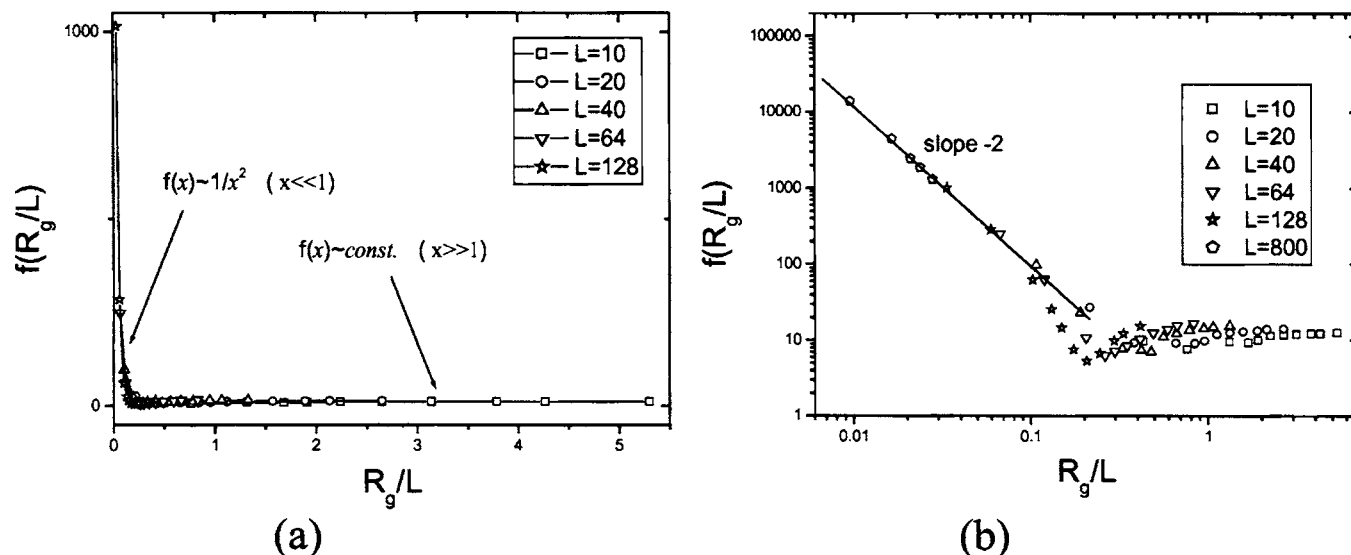 1000
0
f(R_g/L)
L=10
L=20
L=40
L=64
L=128
f(x)~1/x² ( x<<1)
f(x)~const. ( x>>1)
0 1 2 3 4 5
R_g/L
(a)
100000
10000
1000
100
10
1
f(R_g/L)
slope -2
L=10
L=20
L=40
L=64
L=128
L=800
0.01 0.1 1
R_g/L
(b)